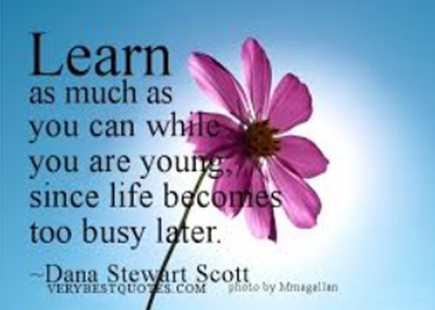 Learn
as much as
you can while
you are young,
since life becomes
too busy later.
~Dana Stewart Scott
VERYBESTQUOTES.COM photo by Mmagallan